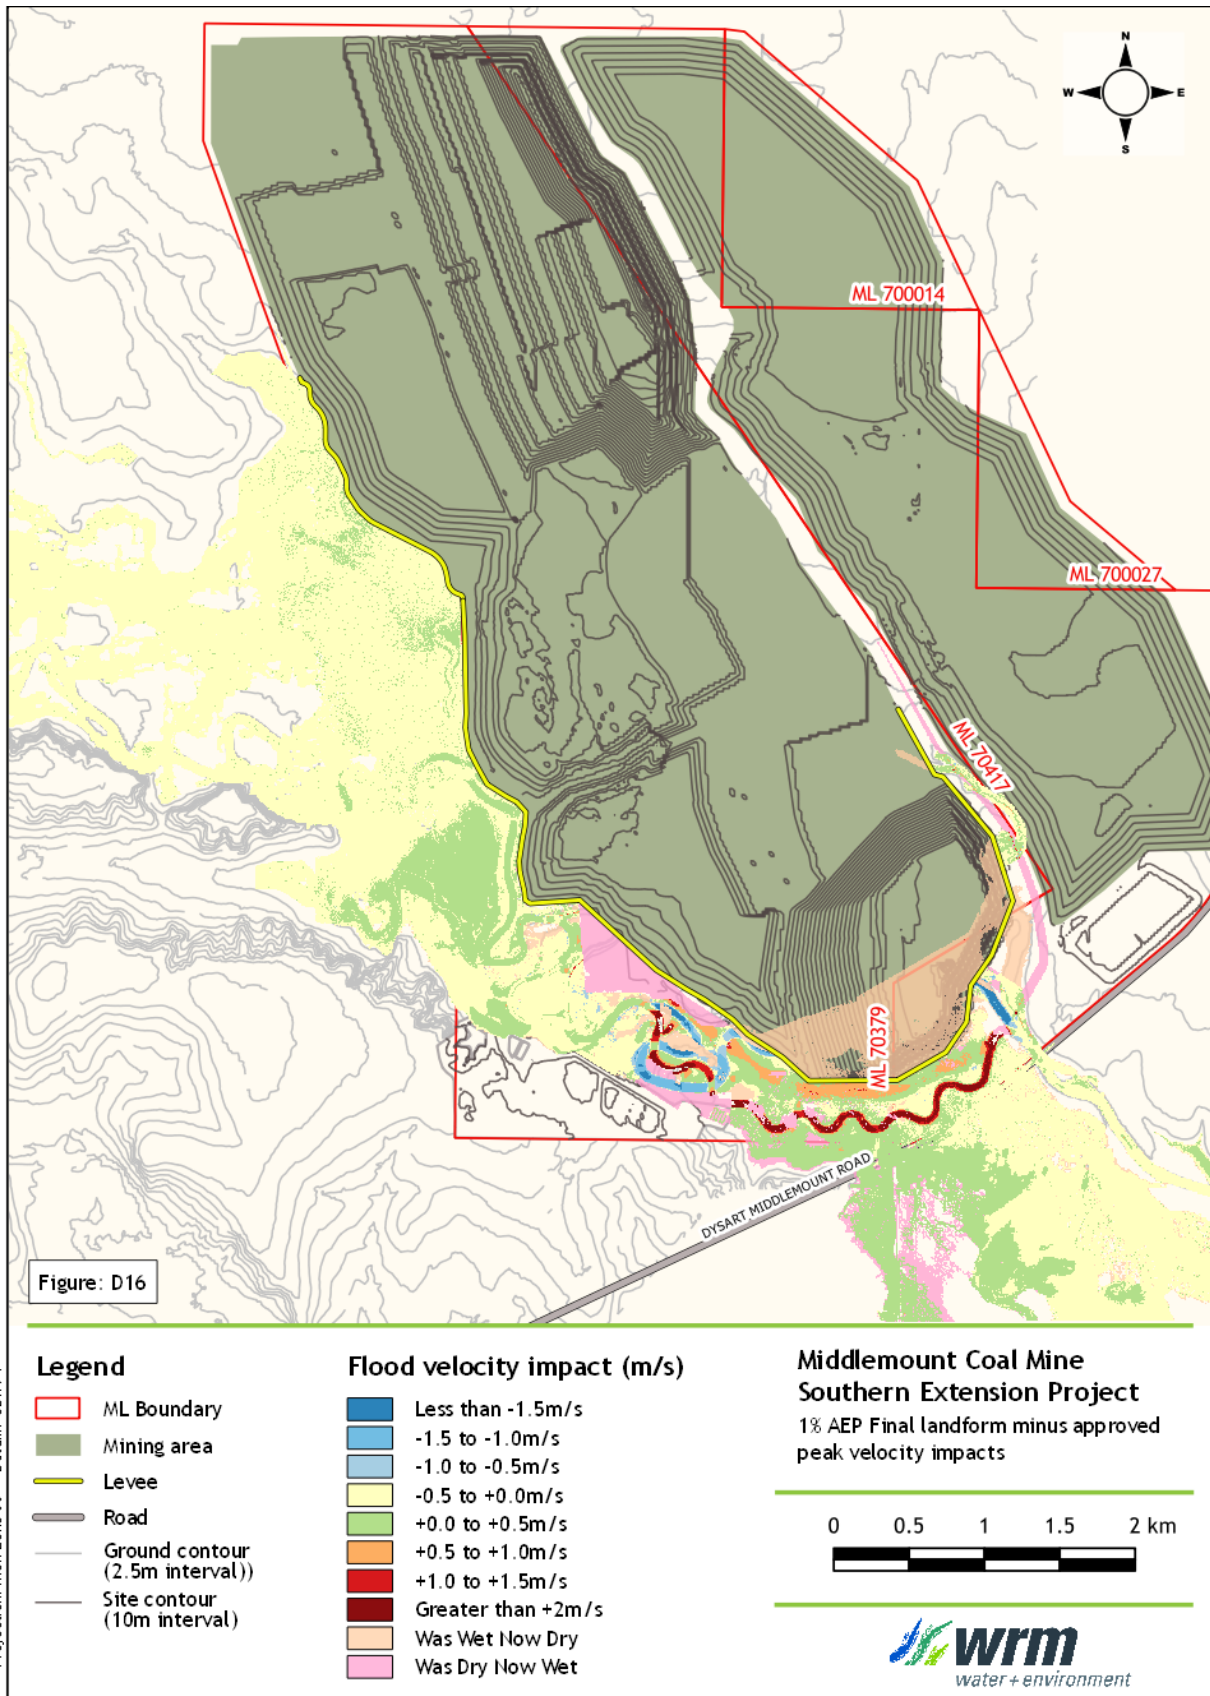 N
W
E
S
ML 700014
ML 700027
ML 70417
ML 70379
DYSART MIDDLEMOUNT ROAD
Figure: D16
Legend
ML Boundary
Mining area
Levee
Road
Ground contour
(2.5m interval))
Site contour
(10m interval)
Flood velocity impact (m/s)
Less than -1.5m/s
-1.5 to -1.0m/s
-1.0 to -0.5m/s
-0.5 to +0.0m/s
+0.0 to +0.5m/s
+0.5 to +1.0m/s
+1.0 to +1.5m/s
Greater than +2m/s
Was Wet Now Dry
Was Dry Now Wet
Middlemount Coal Mine
Southern Extension Project
1% AEP Final landform minus approved
peak velocity impacts
0 0.5 1 1.5 2 km
wrm
water + environment